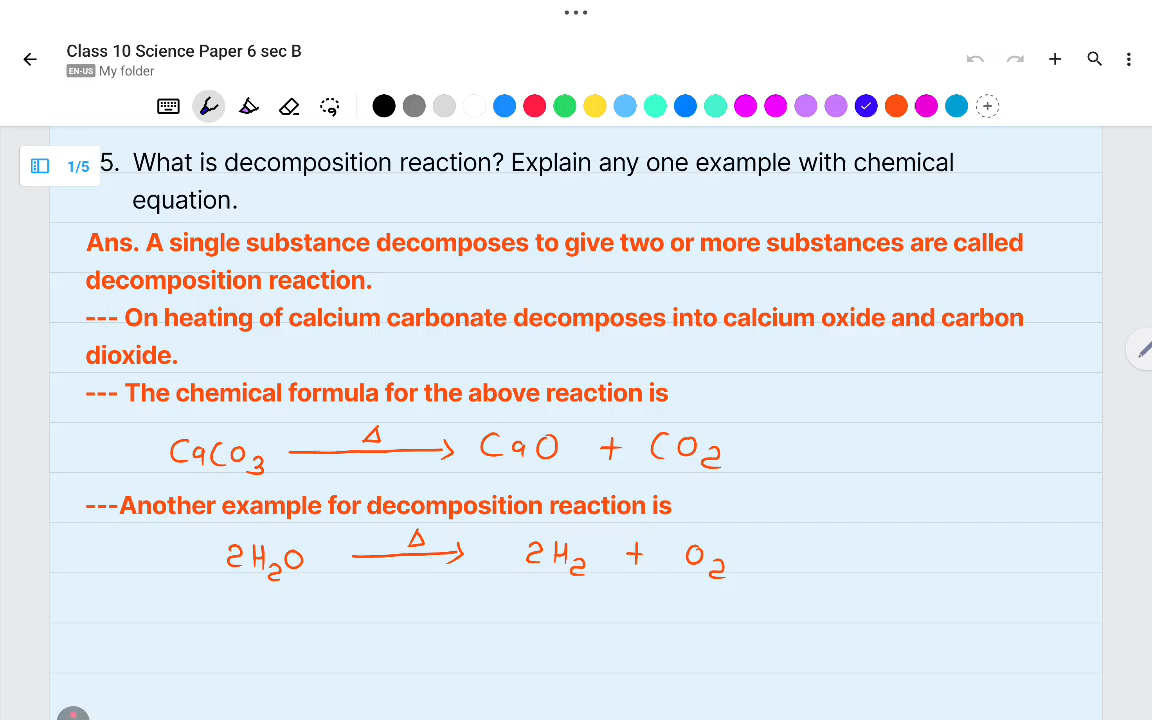 Class 10 Science Paper 6 sec B
EN-US My folder
1/5
5. What is decomposition reaction? Explain any one example with chemical
equation.
Ans. A single substance decomposes to give two or more substances are called
decomposition reaction.
--- On heating of calcium carbonate decomposes into calcium oxide and carbon
dioxide.
--- The chemical formula for the above reaction is
CaCO₃ —Δ→ CaO + CO₂
---Another example for decomposition reaction is
2H₂O —Δ→ 2H₂ + O₂